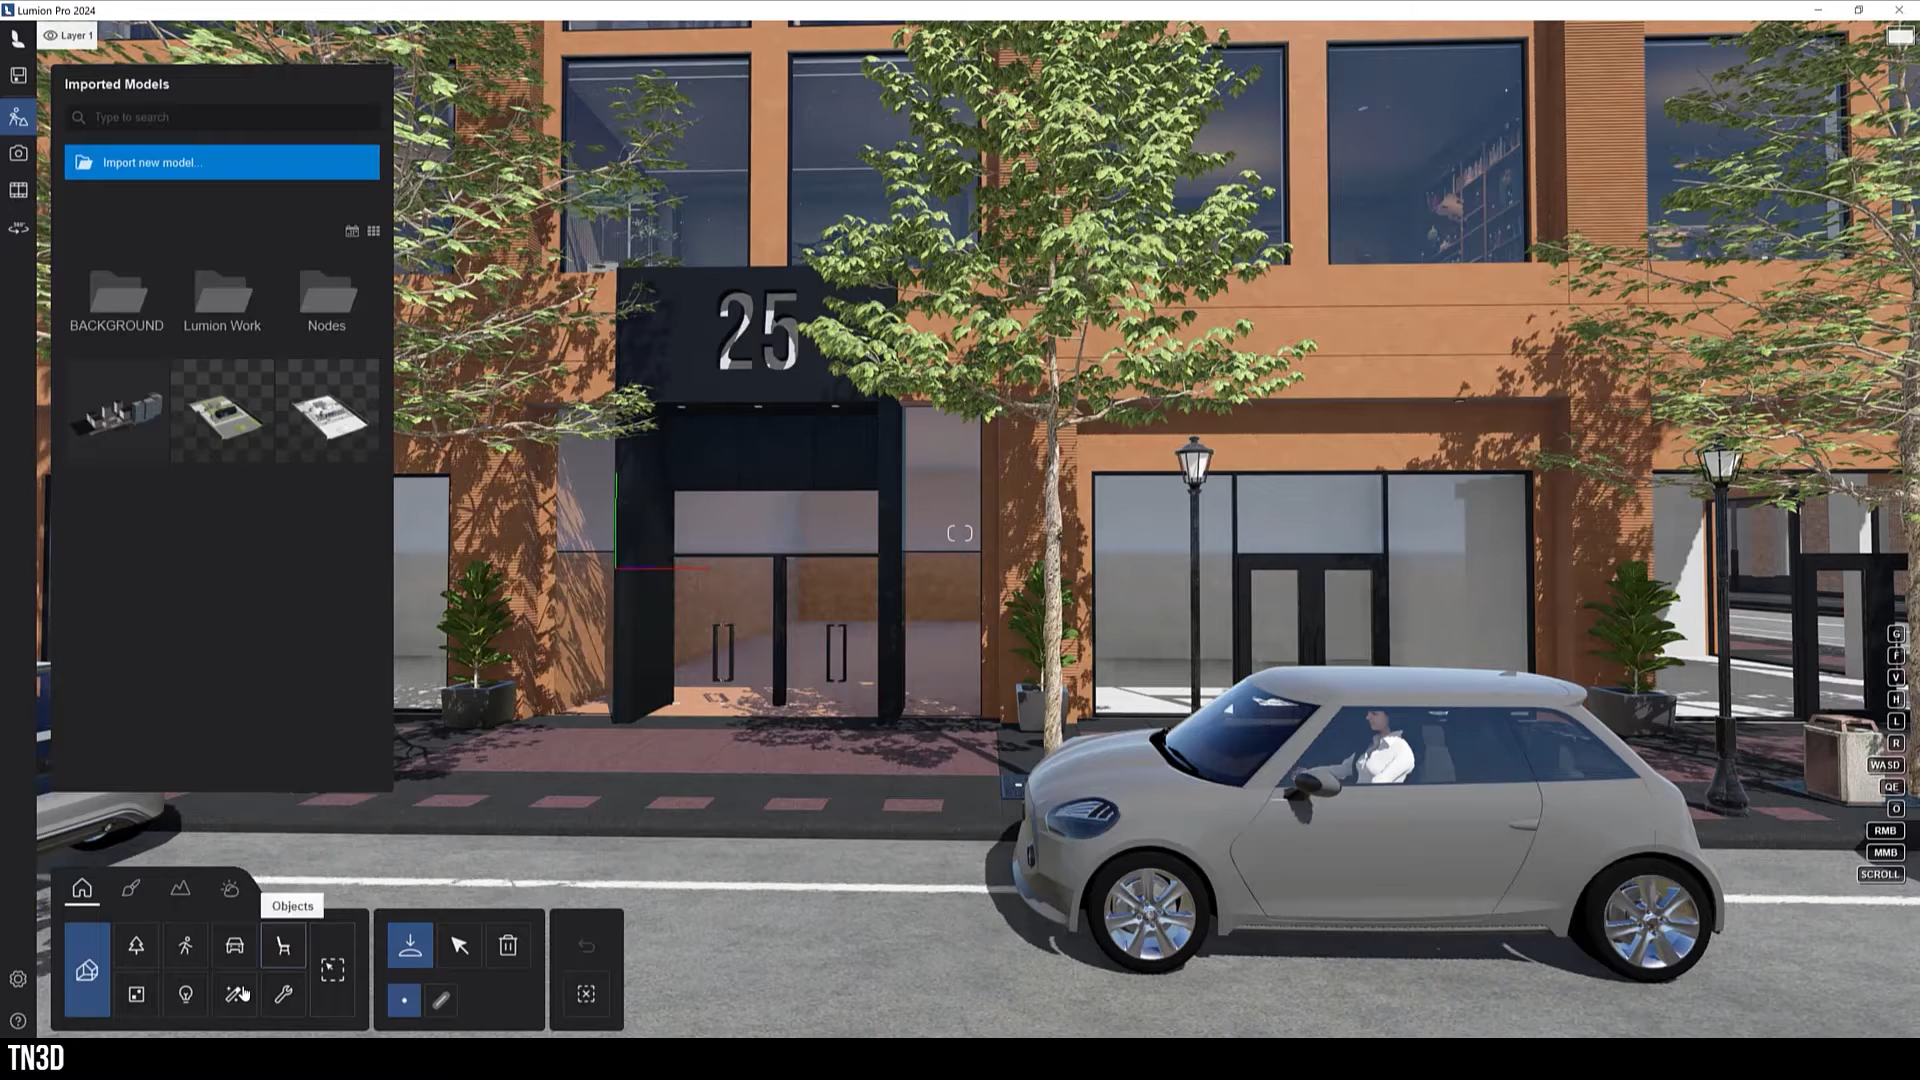 Lumion Pro 2024
Layer 1
Imported Models
Type to search
Import new model...
BACKGROUND
Lumion Work
Nodes
25
G
F
V
H
L
R
WASD
QE
O
RMB
MMB
SCROLL
Objects
TN3D